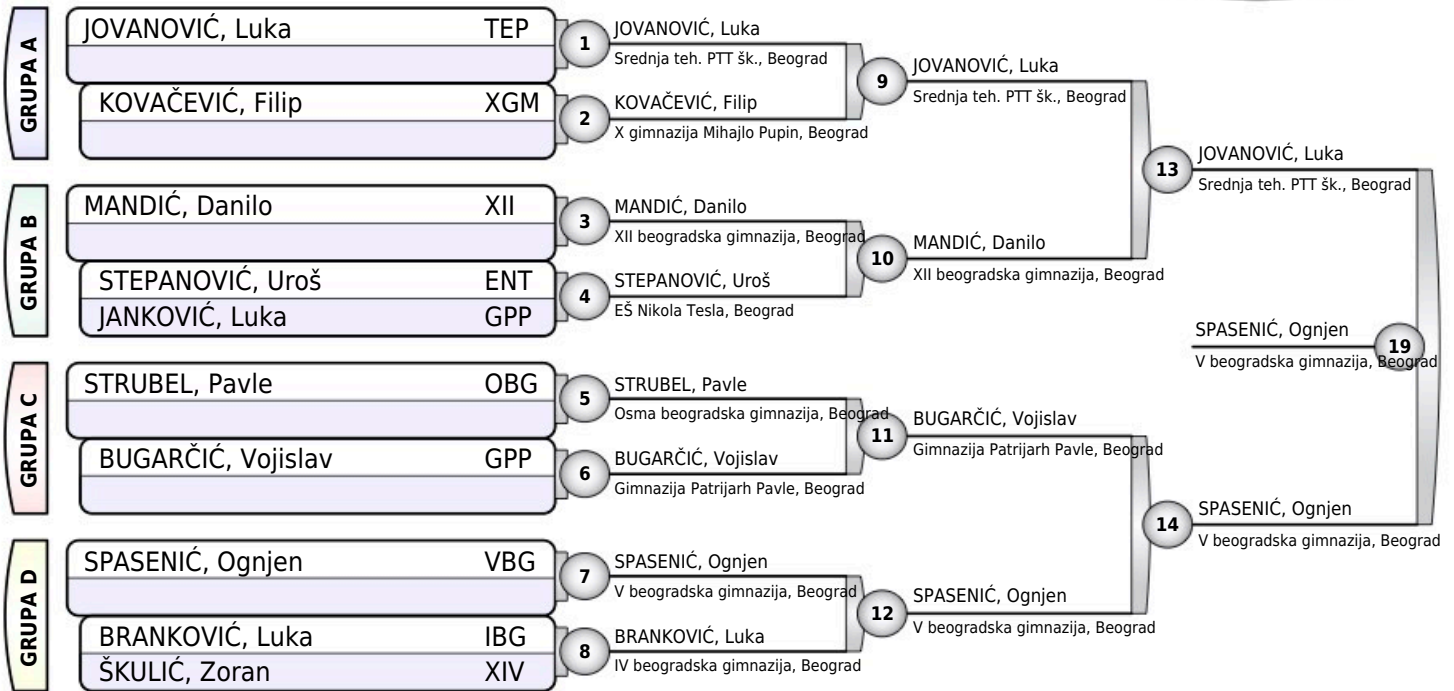 GRUPA A
JOVANOVIĆ, Luka TEP
KOVAČEVIĆ, Filip XGM
GRUPA B
MANDIĆ, Danilo XII
STEPANOVIĆ, Uroš ENT
JANKOVIĆ, Luka GPP
GRUPA C
STRUBEL, Pavle OBG
BUGARČIĆ, Vojislav GPP
GRUPA D
SPASENIĆ, Ognjen VBG
BRANKOVIĆ, Luka IBG
ŠKULIĆ, Zoran XIV
1
JOVANOVIĆ, Luka
Srednja teh. PTT šk., Beograd
2
KOVAČEVIĆ, Filip
X gimnazija Mihajlo Pupin, Beograd
3
MANDIĆ, Danilo
XII beogradska gimnazija, Beograd
4
STEPANOVIĆ, Uroš
EŠ Nikola Tesla, Beograd
5
STRUBEL, Pavle
Osma beogradska gimnazija, Beograd
6
BUGARČIĆ, Vojislav
Gimnazija Patrijarh Pavle, Beograd
7
SPASENIĆ, Ognjen
V beogradska gimnazija, Beograd
8
BRANKOVIĆ, Luka
IV beogradska gimnazija, Beograd
9
JOVANOVIĆ, Luka
Srednja teh. PTT šk., Beograd
10
MANDIĆ, Danilo
XII beogradska gimnazija, Beograd
11
BUGARČIĆ, Vojislav
Gimnazija Patrijarh Pavle, Beograd
12
SPASENIĆ, Ognjen
V beogradska gimnazija, Beograd
13
JOVANOVIĆ, Luka
Srednja teh. PTT šk., Beograd
14
SPASENIĆ, Ognjen
V beogradska gimnazija, Beograd
SPASENIĆ, Ognjen
19
V beogradska gimnazija, Beograd